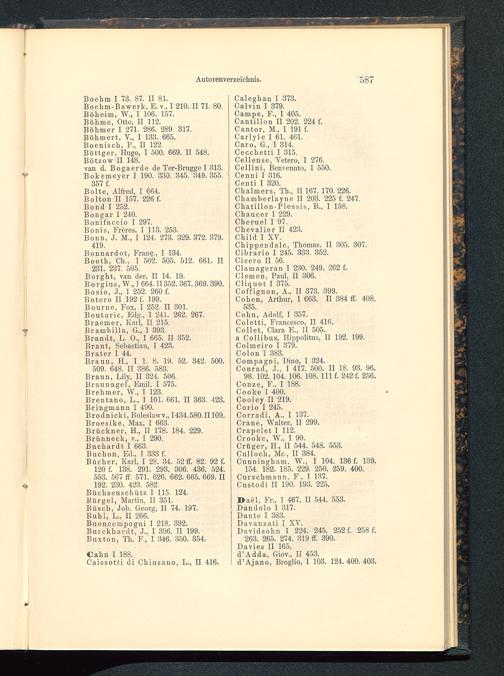 Autorenverzeichnis.
587
Boehm I 73. 87. II 81.
Boehm-Bawerk, E. v., I 210. II 71. 80.
Böheim, W., I 106. 157.
Böhme, Otto, II 112.
Böhmer I 271. 286. 289. 317.
Böhmert, V., I 133. 665.
Boenisch, F., II 122.
Böttger, Hugo, I 500. 669. II 548.
Bötzow II 148.
van d. Bogaerde de Ter-Brugge I 313.
Bokemeyer I 190. 350. 345. 349. 355.
357 f.
Bolte, Alfred, I 664.
Bolton II 157. 226 f.
Bond I 252.
Bongar I 240.
Bonifaccio I 297.
Bonis, Frères, I 113. 253.
Bonn, J. M., I 124. 273. 329. 372. 379.
419.
Bonnardot, Franç., I 134.
Booth, Ch., I 502. 505. 512. 661. II
231. 237. 505.
Borght, van der, II 14. 19.
Borgius, W., I 664. II 352. 367. 369. 390.
Bosio, J., I 252. 260 f.
Botero II 192 f. 199.
Bourne, Fox, I 252. II 301.
Boutaric, Edg., I 241. 262. 267.
Braemer, Karl, II 215.
Brambilla, G., I 393.
Brandt, L. O., I 665. II 352.
Brant, Sebastian, I 423.
Brater I 44.
Braun, H., I 1. 8. 19. 52. 342. 500.
509. 648. II 386. 583.
Braun, Lily, II 324. 506.
Braunagel, Emil, I 575.
Brehmer, W., I 123.
Brentano, L., I 101. 661. II 363. 423.
Bringmann I 490.
Brodnicki, Boleslaw v., I 434. 580. II 109.
Broesike, Max, I 663.
Brückner, H., II 178. 184. 229.
Brünneck, v., I 290.
Buchardt I 663.
Buchon, Ed., I 333 f.
Bücher, Karl, I 28. 34. 52 ff. 82. 92 f.
120 f. 138. 291. 293. 306. 436. 524.
553. 567 ff. 571. 626. 662. 665. 669. II
192. 230. 423. 582.
Büchsenschütz I 115. 124.
Bürgel, Martin, II 351.
Büsch, Joh. Georg, II 74. 197.
Buhl, L., II 266.
Buoncompagni I 218. 392.
Burckhardt, J., I 396. II 199.
Buxton, Th. F., I 346. 350. 354.
Cahn I 188.
Caissotti di Chiusano, L., II 416.
Caleghan I 373.
Calvin I 379.
Campe, F., I 405.
Cantillon II 202. 224 f.
Cantor, M., I 191 f.
Carlyle I 61. 461.
Caro, G., I 314.
Cecchetti I 315.
Cellense, Vetero, I 276.
Cellini, Benvenuto, I 550.
Cenni I 316.
Centi I 320.
Chalmers, Th., II 167. 170. 226.
Chamberlayne II 203. 225 f. 247.
Chatillon-Plessis, B., I 158.
Chaucer I 229.
Cheruel I 97.
Chevalier II 423.
Child I XV.
Chippendale, Thomas. II 305. 307.
Cibrario I 245. 333. 352.
Cicero II 56.
Clamageran I 230. 249. 262 f.
Clemen, Paul, II 306.
Cliquot I 375.
Coffignon, A., II 373. 399.
Cohen, Arthur, I 663. II 384 ff. 408.
535.
Cohn, Adolf, I 357.
Coletti, Francesco, II 416.
Collet, Clara E., II 505.
a Collibus, Hippolitus, II 192. 199.
Colmeiro I 379.
Colon I 383.
Compagni, Dino, I 324.
Conrad, J., I 417. 500. II 18. 93. 96.
98. 102. 104. 106. 108. 111 f. 242 f. 256.
Conze, F., I 188.
Cooke I 400.
Cooley II 219.
Corio I 245.
Corradi, A., I 137.
Crane, Walter, II 299.
Crapelet I 112.
Crooke, W., I 90.
Crüger, H., II 544. 548. 553.
Culloch, Mc., II 384.
Cunningham, W., I 104. 136 f. 139.
154. 182. 185. 229. 250. 259. 400.
Curschmann, F., I 137.
Custodi II 190. 193. 225.
Daël, Fr., I 467. II 544. 553.
Dandolo I 317.
Dante I 383.
Davanzati I XV.
Davidsohn I 224. 245. 252 f. 258 f.
263. 265. 274. 319 ff. 390.
Davies II 165.
d'Adda, Giov., II 453.
d'Ajano, Broglio, I 103. 124. 400. 403.